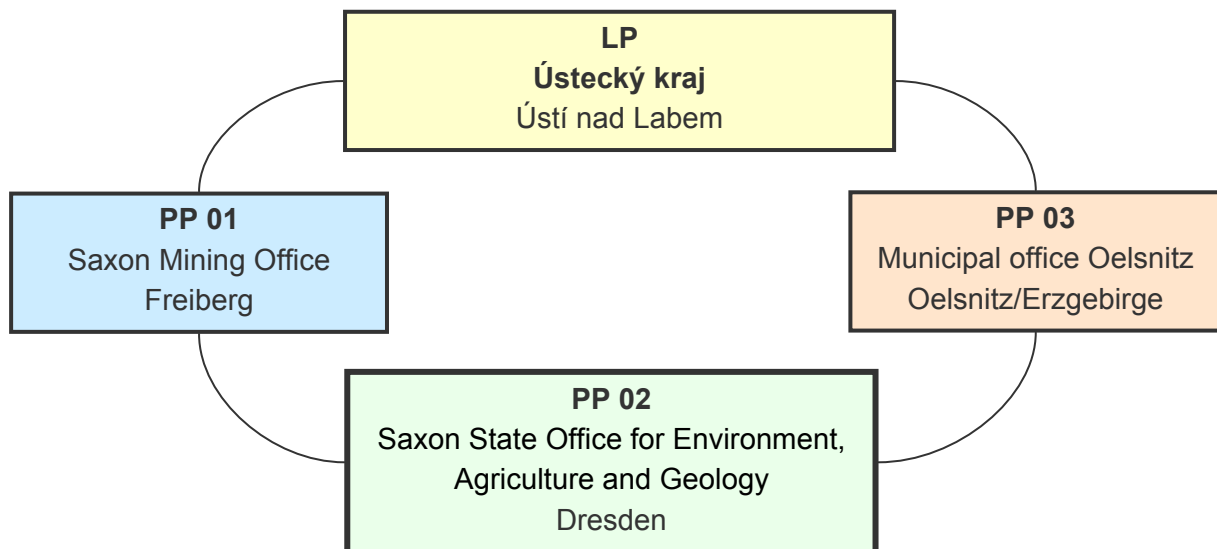 LP
Ústecký kraj
Ústí nad Labem
PP 01
Saxon Mining Office
Freiberg
PP 03
Municipal office Oelsnitz
Oelsnitz/Erzgebirge
PP 02
Saxon State Office for Environment,
Agriculture and Geology
Dresden